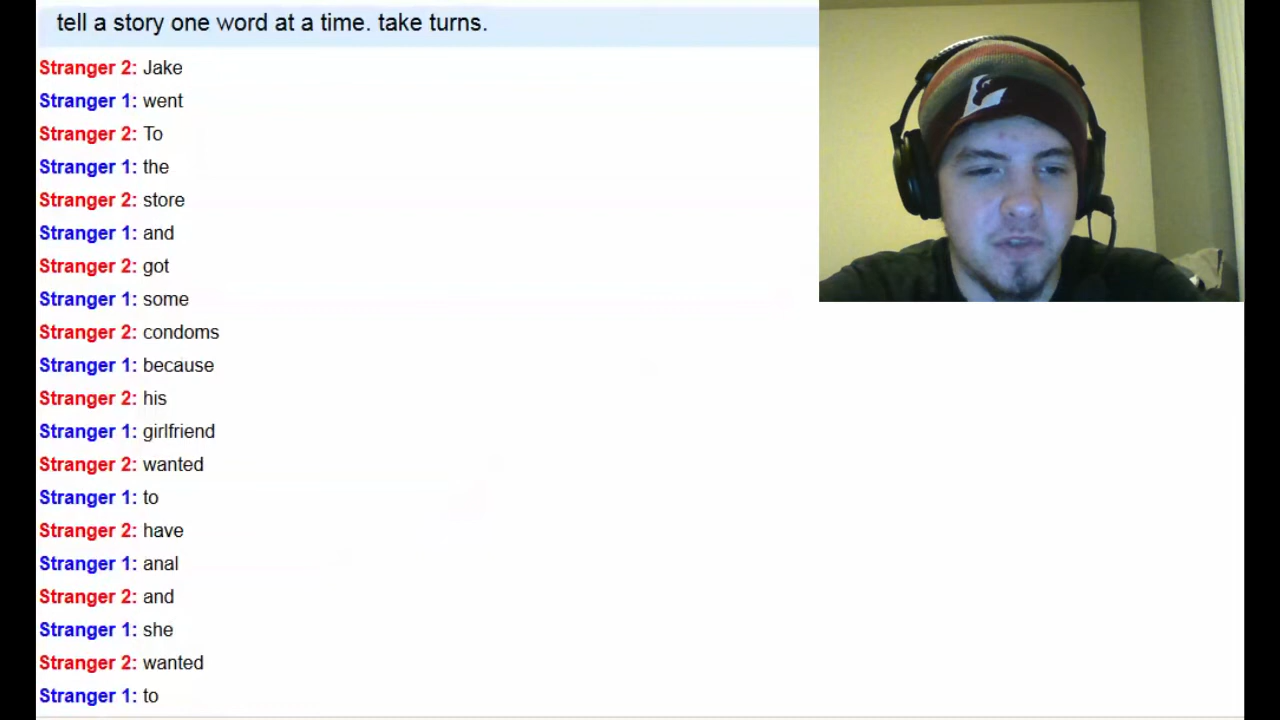 tell a story one word at a time. take turns.
Stranger 2: Jake
Stranger 1: went
Stranger 2: To
Stranger 1: the
Stranger 2: store
Stranger 1: and
Stranger 2: got
Stranger 1: some
Stranger 2: condoms
Stranger 1: because
Stranger 2: his
Stranger 1: girlfriend
Stranger 2: wanted
Stranger 1: to
Stranger 2: have
Stranger 1: anal
Stranger 2: and
Stranger 1: she
Stranger 2: wanted
Stranger 1: to